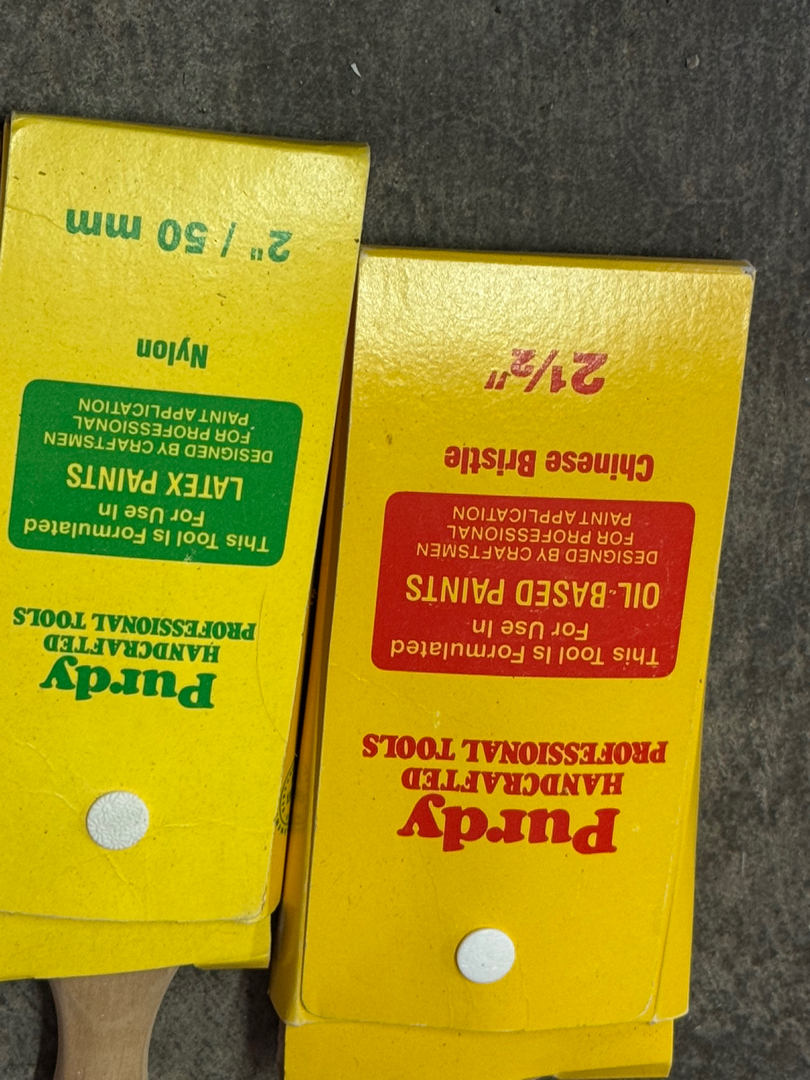 Purdy
HANDCRAFTED
PROFESSIONAL TOOLS
This Tool Is Formulated
For Use In
OIL-BASED PAINTS
DESIGNED BY CRAFTSMEN
FOR PROFESSIONAL
PAINT APPLICATION
Chinese Bristle
2½"
Purdy
HANDCRAFTED
PROFESSIONAL TOOLS
This Tool Is Formulated
For Use In
LATEX PAINTS
DESIGNED BY CRAFTSMEN
FOR PROFESSIONAL
PAINT APPLICATION
Nylon
2" / 50 mm